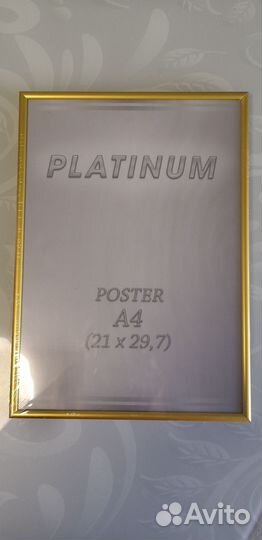 PLATINUM
POSTER
A4
(21 x 29,7)
Avito